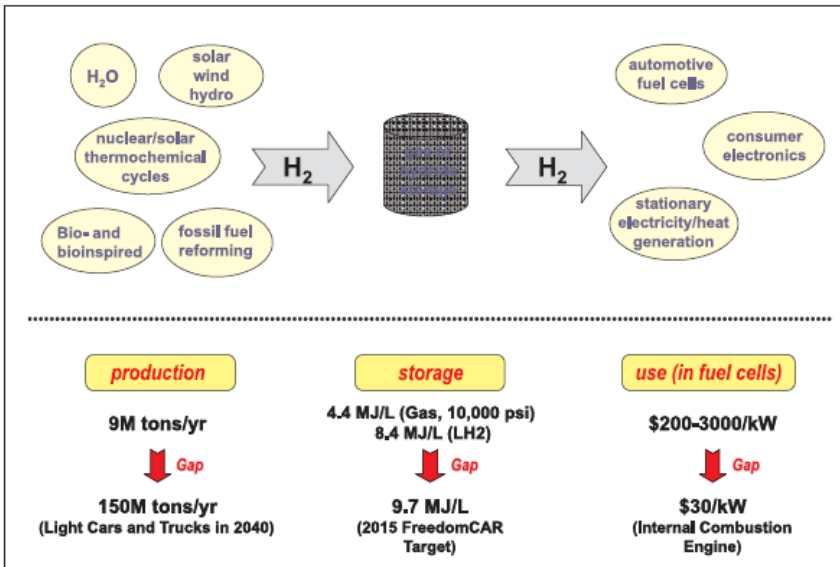 H2O
solar
wind
hydro
nuclear/solar
thermochemical
cycles
Bio- and
bioinspired
fossil fuel
reforming
H2
H2
automotive
fuel cells
consumer
electronics
stationary
electricity/heat
generation
production
9M tons/yr
Gap
150M tons/yr
(Light Cars and Trucks in 2040)
storage
4.4 MJ/L (Gas, 10,000 psi)
8.4 MJ/L (LH2)
Gap
9.7 MJ/L
(2015 FreedomCAR
Target)
use (in fuel cells)
$200-3000/kW
Gap
$30/kW
(Internal Combustion
Engine)